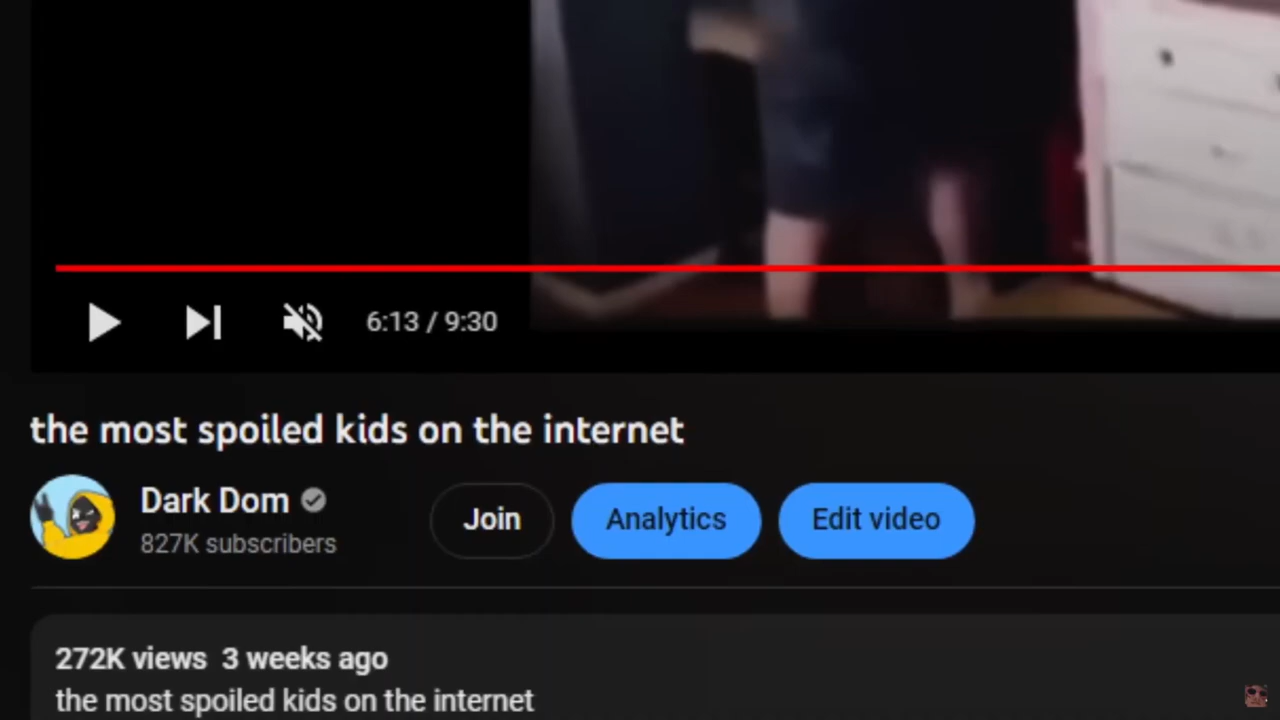 6:13 / 9:30
the most spoiled kids on the internet
Dark Dom
827K subscribers
Join
Analytics
Edit video
272K views 3 weeks ago
the most spoiled kids on the internet